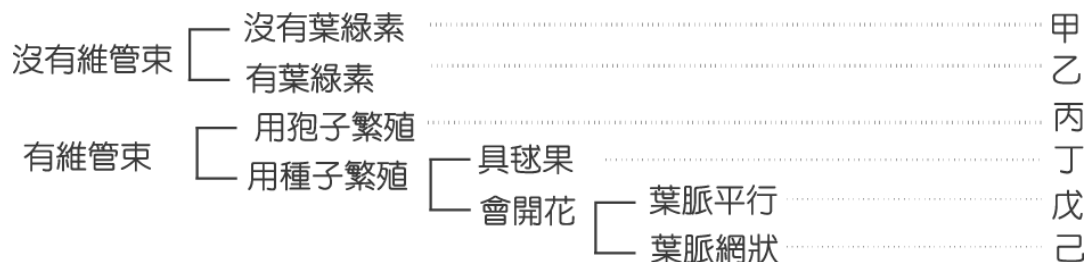 沒有維管束
沒有葉綠素 甲
有葉綠素 乙
有維管束
用孢子繁殖 丙
用種子繁殖
具毬果 丁
會開花
葉脈平行 戊
葉脈網狀 己